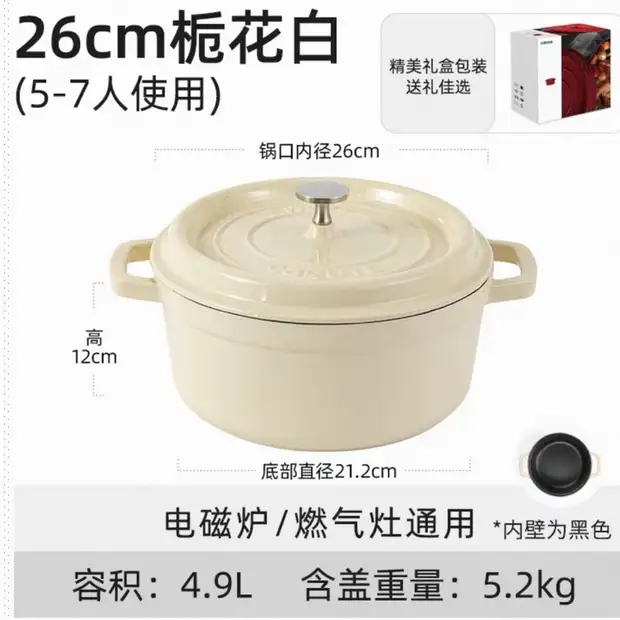 26cm栀花白
(5-7人使用)
精美礼盒包装
送礼佳选
锅口内径26cm
高
12cm
底部直径21.2cm
电磁炉/燃气灶通用
*内壁为黑色
容积：4.9L 含盖重量：5.2kg